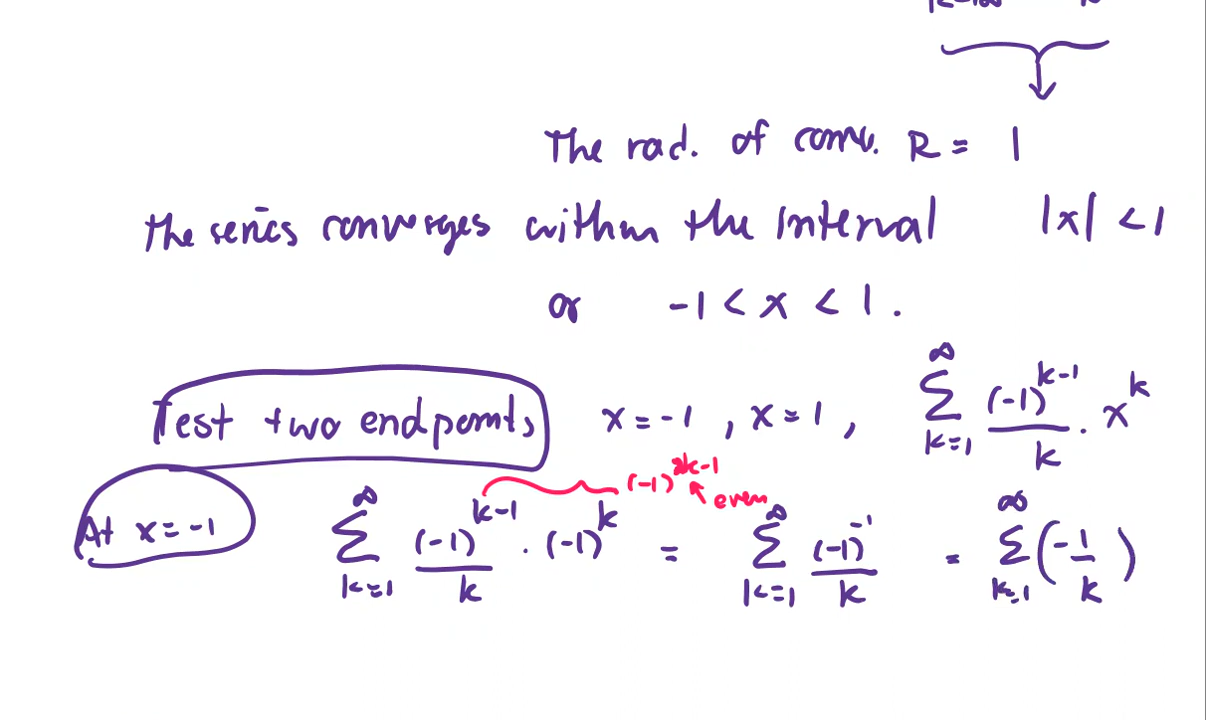 The rad. of conv. R = 1
the series converges within the interval |x| < 1
or -1 < x < 1 .
Test two endpoints x = -1 , x = 1 , ∞ Σ k=1 (-1)^{k-1} / k · x^k
(-1)^{2k-1} even
At x = -1 ∞ Σ k=1 (-1)^{k-1} / k · (-1)^k = ∞ Σ k=1 (-1)^{-1} / k = ∞ Σ k=1 (-1/k)